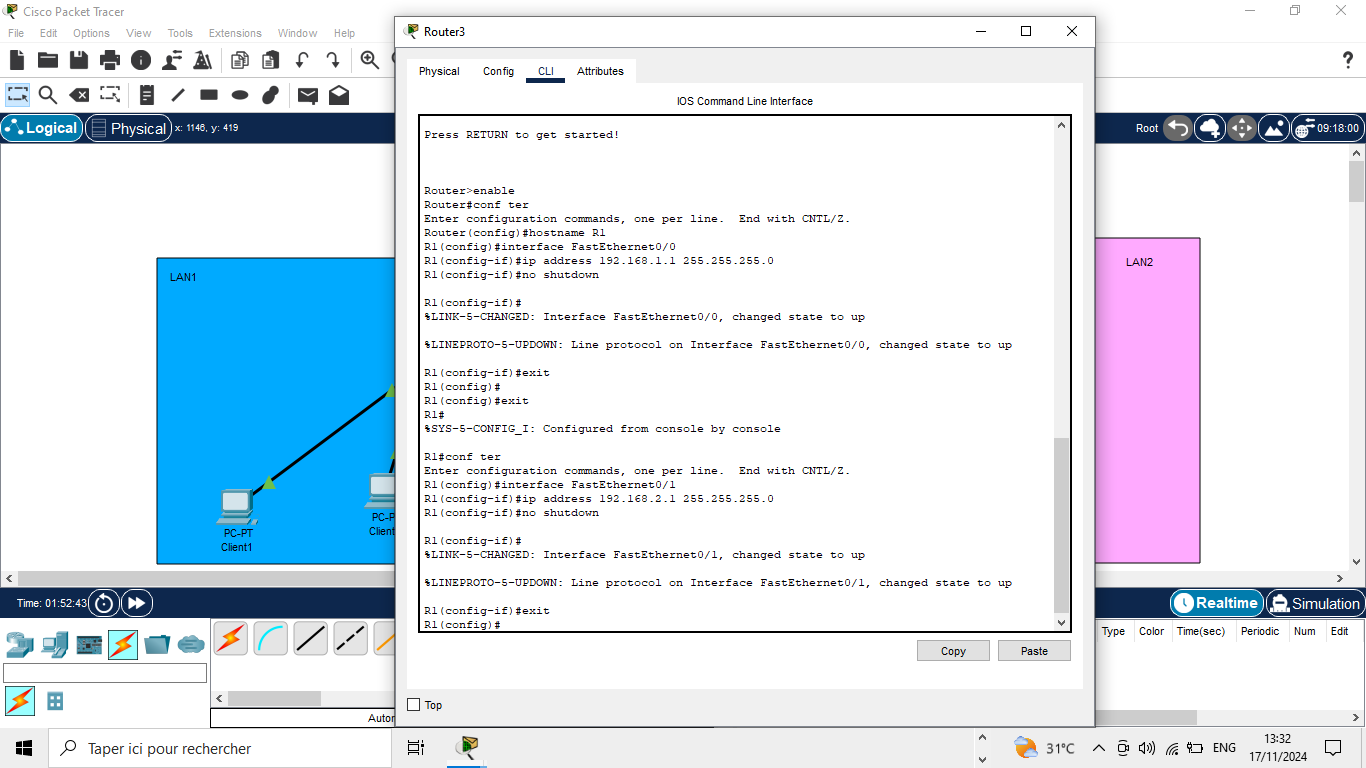 Cisco Packet Tracer
File Edit Options View Tools Extensions Window Help
Logical
Physical
x: 1146, y: 419
Root
09:18:00
LAN1
LAN2
PC-PT
Client1
PC-P
Client
Router3
Physical Config CLI Attributes
IOS Command Line Interface
Press RETURN to get started!
Router>enable
Router#conf ter
Enter configuration commands, one per line.  End with CNTL/Z.
Router(config)#hostname R1
R1(config)#interface FastEthernet0/0
R1(config-if)#ip address 192.168.1.1 255.255.255.0
R1(config-if)#no shutdown
R1(config-if)#
%LINK-5-CHANGED: Interface FastEthernet0/0, changed state to up
%LINEPROTO-5-UPDOWN: Line protocol on Interface FastEthernet0/0, changed state to up
R1(config-if)#exit
R1(config)#
R1(config)#exit
R1#
%SYS-5-CONFIG_I: Configured from console by console
R1#conf ter
Enter configuration commands, one per line.  End with CNTL/Z.
R1(config)#interface FastEthernet0/1
R1(config-if)#ip address 192.168.2.1 255.255.255.0
R1(config-if)#no shutdown
R1(config-if)#
%LINK-5-CHANGED: Interface FastEthernet0/1, changed state to up
%LINEPROTO-5-UPDOWN: Line protocol on Interface FastEthernet0/1, changed state to up
R1(config-if)#exit
R1(config)#
Copy
Paste
Top
Time: 01:52:43
Realtime
Simulation
Type Color Time(sec) Periodic Num Edit
Autor
Taper ici pour rechercher
31°C
ENG
13:32
17/11/2024